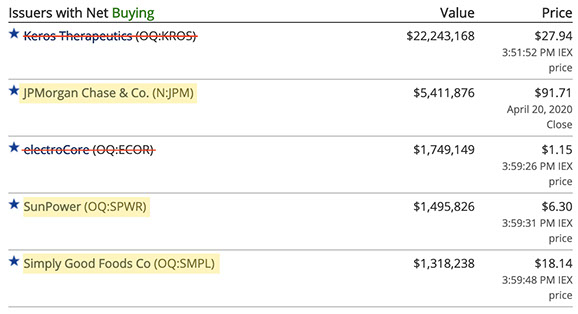 Issuers with Net Buying Value Price
Keros Therapeutics (OQ:KROS) $22,243,168 $27.94
3:51:52 PM IEX
price
JPMorgan Chase & Co. (N:JPM) $5,411,876 $91.71
April 20, 2020
Close
electroCore (OQ:ECOR) $1,749,149 $1.15
3:59:26 PM IEX
price
SunPower (OQ:SPWR) $1,495,826 $6.30
3:59:31 PM IEX
price
Simply Good Foods Co (OQ:SMPL) $1,318,238 $18.14
3:59:48 PM IEX
price